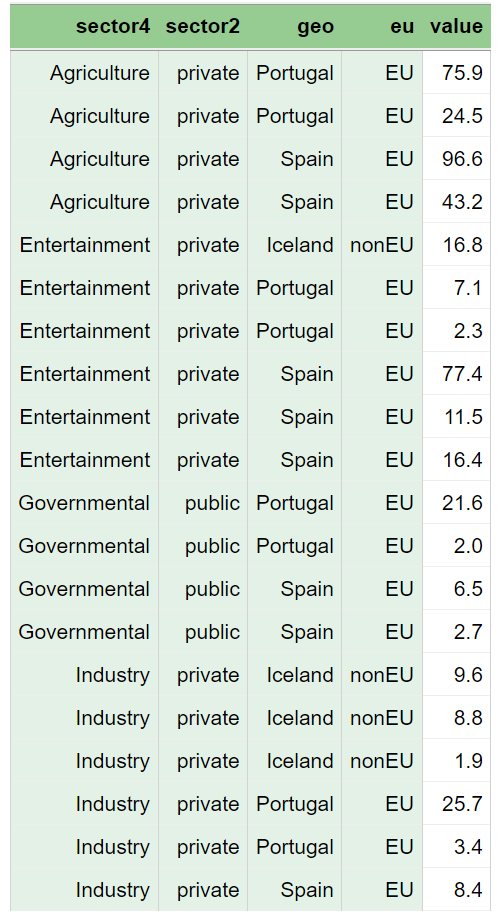 sector4 sector2 geo eu value
Agriculture private Portugal EU 75.9
Agriculture private Portugal EU 24.5
Agriculture private Spain EU 96.6
Agriculture private Spain EU 43.2
Entertainment private Iceland nonEU 16.8
Entertainment private Portugal EU 7.1
Entertainment private Portugal EU 2.3
Entertainment private Spain EU 77.4
Entertainment private Spain EU 11.5
Entertainment private Spain EU 16.4
Governmental public Portugal EU 21.6
Governmental public Portugal EU 2.0
Governmental public Spain EU 6.5
Governmental public Spain EU 2.7
Industry private Iceland nonEU 9.6
Industry private Iceland nonEU 8.8
Industry private Iceland nonEU 1.9
Industry private Portugal EU 25.7
Industry private Portugal EU 3.4
Industry private Spain EU 8.4